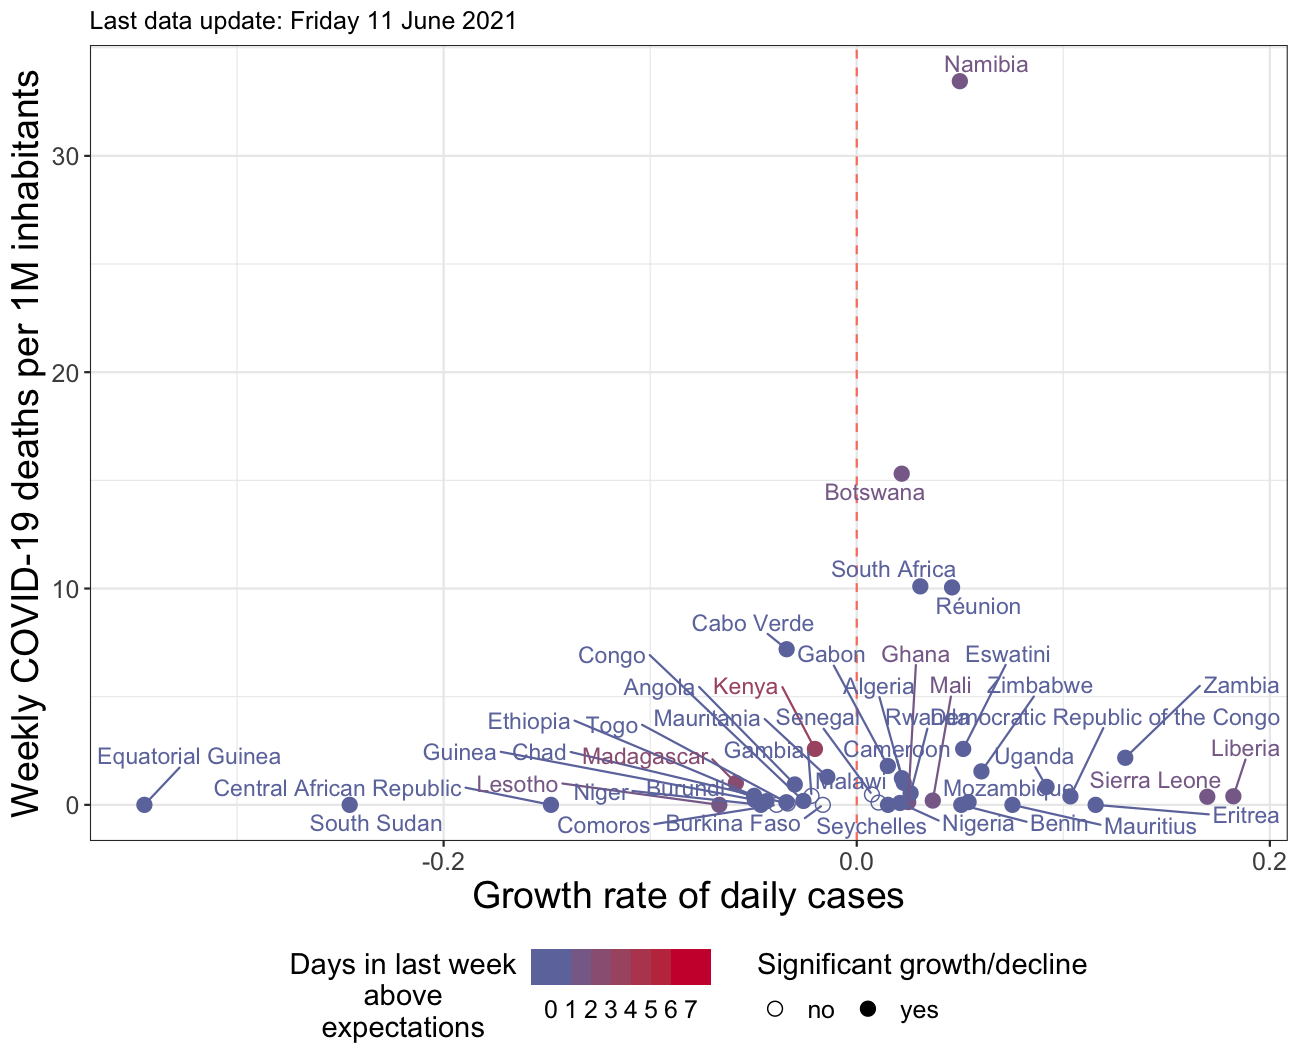 Last data update: Friday 11 June 2021
Weekly COVID-19 deaths per 1M inhabitants
30
20
10
0
Namibia
Botswana
South Africa
Réunion
Cabo Verde
Congo
Gabon
Ghana
Eswatini
Angola
Kenya
Algeria
Mali
Zimbabwe
Zambia
Ethiopia
Togo
Mauritania
Senegal
Rwanda
Democratic Republic of the Congo
Guinea
Chad
Madagascar
Gambia
Cameroon
Uganda
Liberia
Equatorial Guinea
Central African Republic
Lesotho
Niger
Burundi
Malawi
Mozambique
Sierra Leone
South Sudan
Comoros
Burkina Faso
Seychelles
Nigeria
Benin
Mauritius
Eritrea
-0.2
0.0
0.2
Growth rate of daily cases
Days in last week
above
expectations
0 1 2 3 4 5 6 7
Significant growth/decline
no
yes